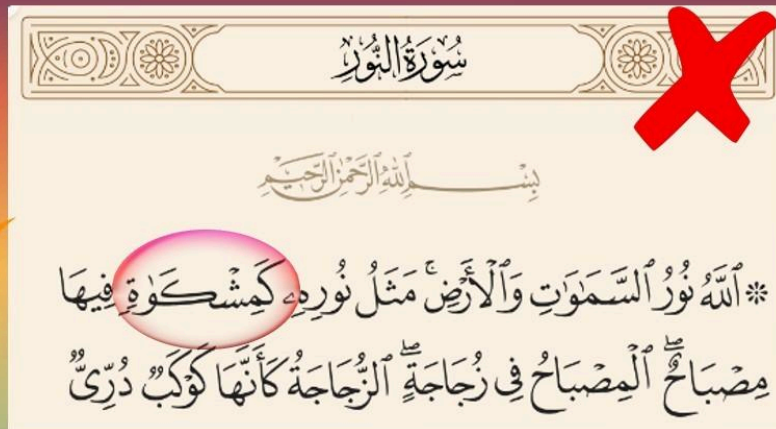 سُورَةُ النُّورِ
بِسْمِ ٱللَّهِ ٱلرَّحْمَٰنِ ٱلرَّحِيمِ
۞ ٱللَّهُ نُورُ ٱلسَّمَٰوَٰتِ وَٱلْأَرْضِۚ مَثَلُ نُورِهِۦ كَمِشْكَوٰةٍ فِيهَا
مِصْبَاحٌۖ ٱلْمِصْبَاحُ فِى زُجَاجَةٍۖ ٱلزُّجَاجَةُ كَأَنَّهَا كَوْكَبٌ دُرِّىٌّ